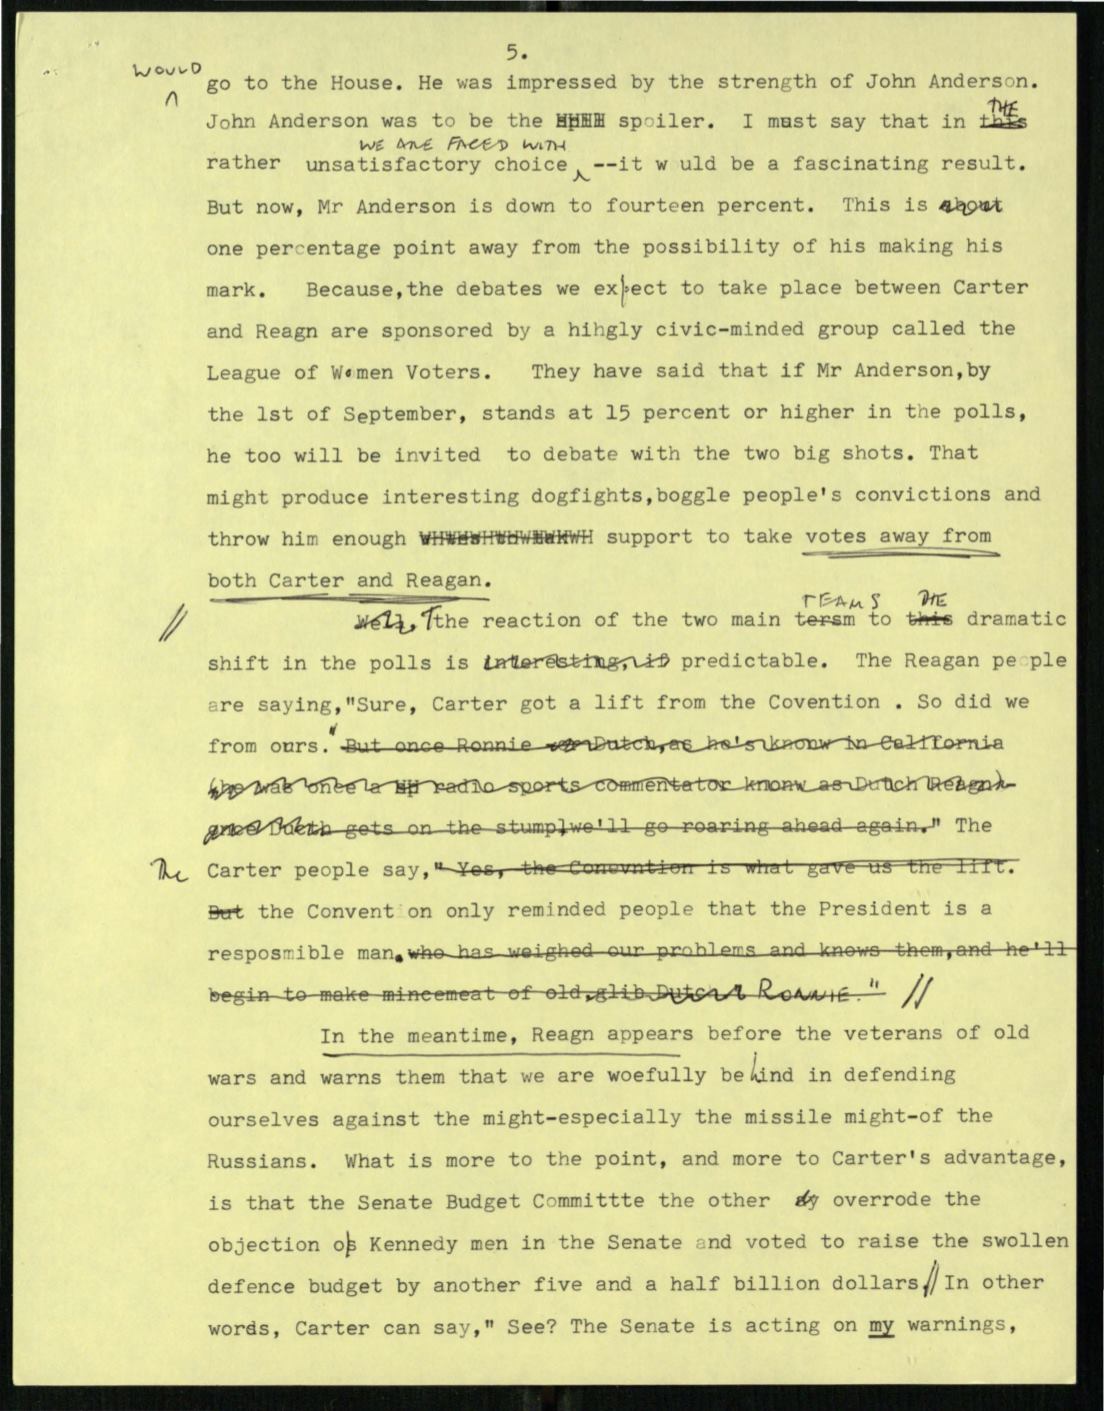 5.
WOULD
go to the House. He was impressed by the strength of John Anderson.
THE
John Anderson was to be the spoiler.  I must say that in this
WE ARE FACED WITH
rather  unsatisfactory choice --it w uld be a fascinating result.
But now, Mr Anderson is down to fourteen percent.  This is about
one percentage point away from the possibility of his making his
mark.   Because,the debates we expect to take place between Carter
and Reagn are sponsored by a hihgly civic-minded group called the
League of Women Voters.   They have said that if Mr Anderson,by
the 1st of September, stands at 15 percent or higher in the polls,
he too will be invited  to debate with the two big shots. That
might produce interesting dogfights,boggle people's convictions and
throw him enough support to take votes away from
both Carter and Reagan.
TEAMS THE
// Well, Tthe reaction of the two main tersm to this dramatic
shift in the polls is interesting, if predictable.  The Reagan people
are saying,"Sure, Carter got a lift from the Covention . So did we
from ours." But once Ronnie Dutch,as he's knonw in Calilfornia
(he was once a radio sports commentator knonw as Dutch Reagn)
once Ducth gets on the stump,we'll go roaring ahead again." The
The Carter people say," Yes, the Conevntion is what gave us the lift.
But the Convent on only reminded people that the President is a
resposmible man.who has weighed our problems and knows them,and he'll
begin to make mincemeat of old,glib Dutch RONNIE." //
In the meantime, Reagn appears before the veterans of old
wars and warns them that we are woefully behind in defending
ourselves against the might-especially the missile might-of the
Russians.  What is more to the point, and more to Carter's advantage,
is that the Senate Budget Committte the other dy overrode the
objection of Kennedy men in the Senate and voted to raise the swollen
defence budget by another five and a half billion dollars.// In other
words, Carter can say," See? The Senate is acting on my warnings,